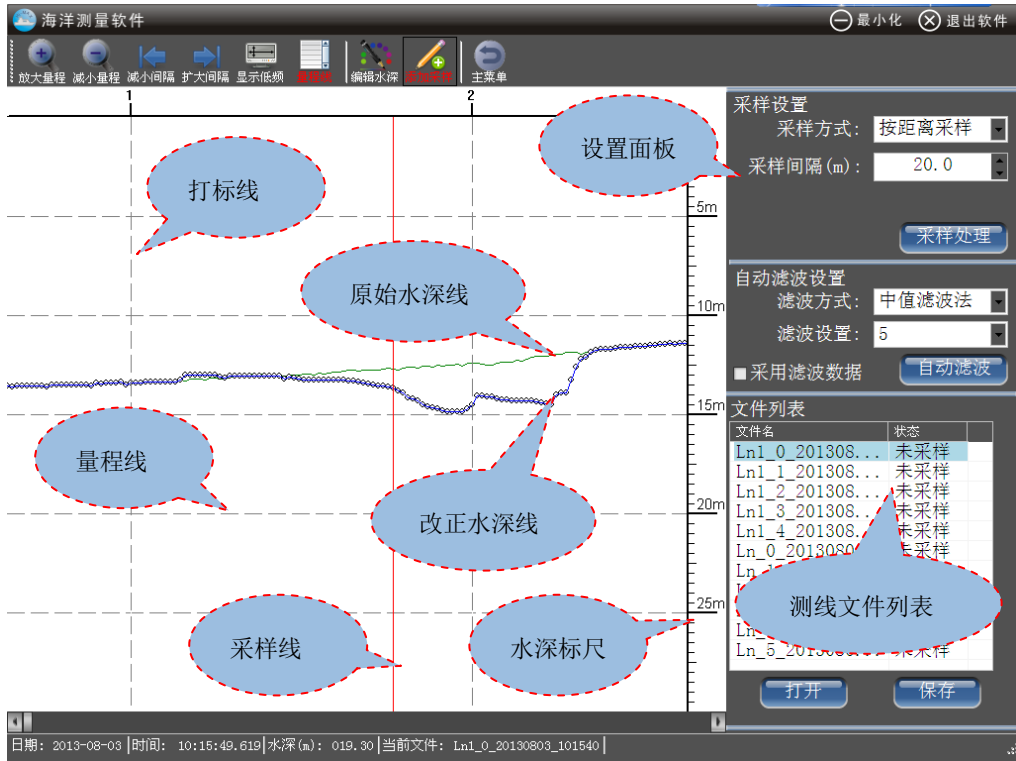 海洋测量软件
最小化 退出软件
放大量程 减小量程 减小间隔 扩大间隔 显示低频 编辑水深 主菜单
1 2
打标线
设置面板
原始水深线
量程线
改正水深线
采样线
水深标尺
测线文件列表
5m
10m
15m
20m
25m
采样设置
采样方式: 按距离采样
采样间隔(m): 20.0
采样处理
自动滤波设置
滤波方式: 中值滤波法
滤波设置: 5
采用滤波数据 自动滤波
文件列表
文件名 状态
Ln1_0_201308... 未采样
Ln1_1_201308... 未采样
Ln1_2_201308... 未采样
Ln1_3_201308... 未采样
Ln1_4_201308... 未采样
Ln_0_2013080 未采样
Ln_5_201308 未采样
打开 保存
日期: 2013-08-03 时间: 10:15:49.619 水深(m): 019.30 当前文件: Ln1_0_20130803_101540